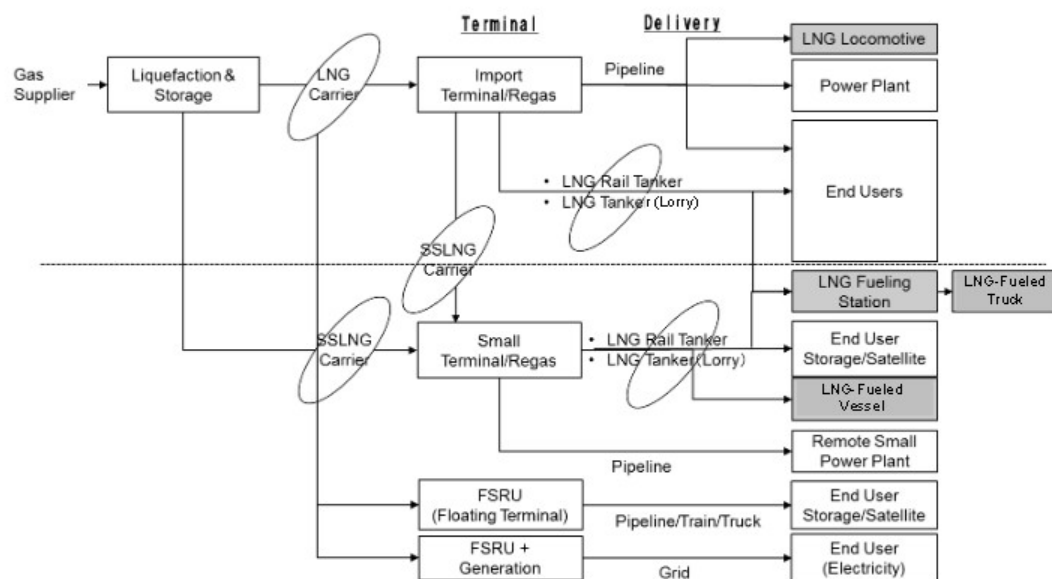 Terminal
Delivery
Gas
Supplier
Liquefaction &
Storage
LNG
Carrier
Import
Terminal/Regas
Pipeline
LNG Locomotive
Power Plant
• LNG Rail Tanker
• LNG Tanker (Lorry)
End Users
SSLNG
Carrier
LNG Fueling
Station
LNG-Fueled
Truck
SSLNG
Carrier
Small
Terminal/Regas
• LNG Rail Tanker
• LNG Tanker(Lorry)
End User
Storage/Satellite
LNG-Fueled
Vessel
Pipeline
Remote Small
Power Plant
FSRU
(Floating Terminal)
Pipeline/Train/Truck
End User
Storage/Satellite
FSRU +
Generation
Grid
End User
(Electricity)